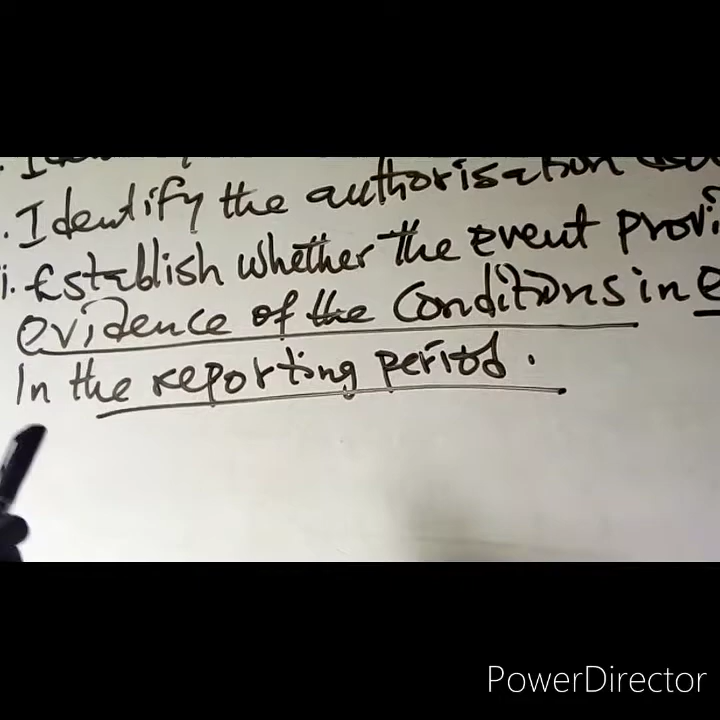 . Identify the authorisation
i. Establish whether the event provi
evidence of the Conditions in e
In the reporting period.
PowerDirector